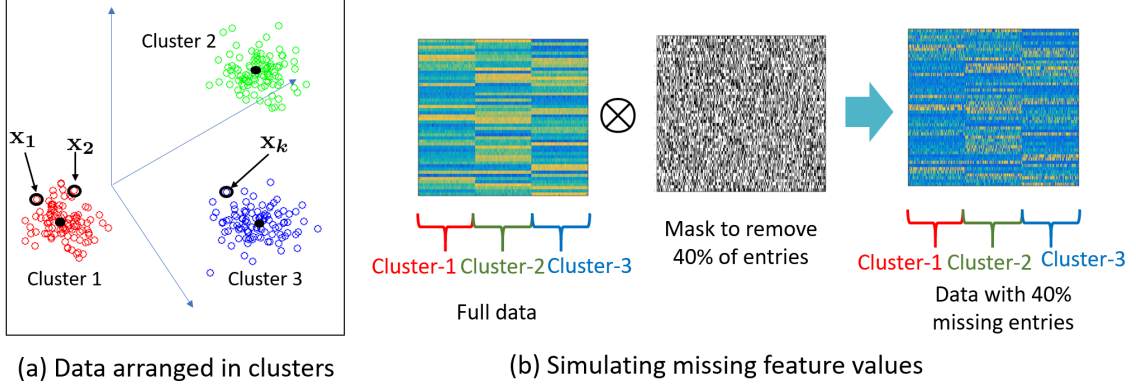 Cluster 2
x1
x2
xk
Cluster 1
Cluster 3
(a) Data arranged in clusters
Cluster-1 Cluster-2 Cluster-3
Full data
Mask to remove
40% of entries
Cluster-1 Cluster-2 Cluster-3
Data with 40%
missing entries
(b) Simulating missing feature values